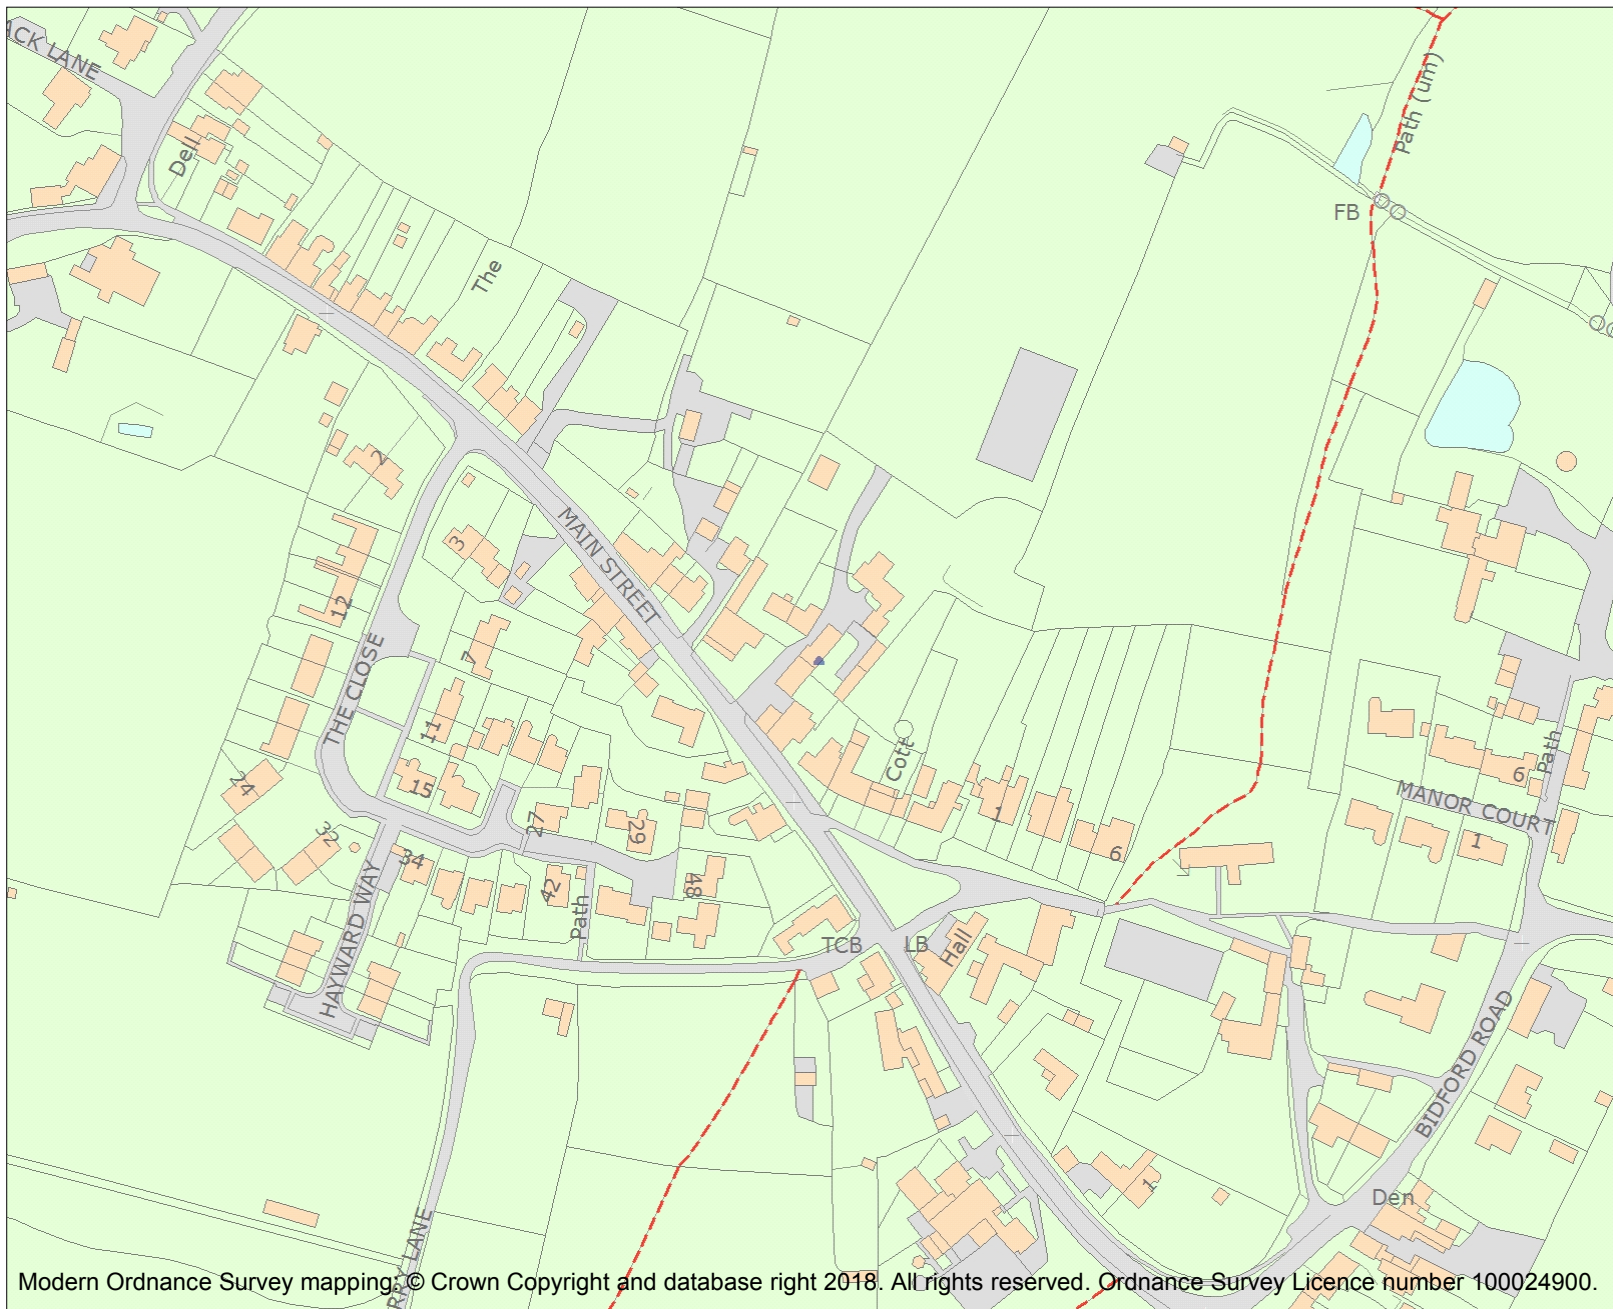 ACK LANE
Path (um)
Dell
FB
The
2
MAIN STREET
3
12
7
THE CLOSE
11
Cott
Path
6
24
15
MANOR COURT
1
27
29
32
1
34
6
42
48
HAYWARD WAY
Path
TCB
LB
Hall
BIDFORD ROAD
1
Den
RRY LANE
Modern Ordnance Survey mapping: © Crown Copyright and database right 2018. All rights reserved. Ordnance Survey Licence number 100024900.